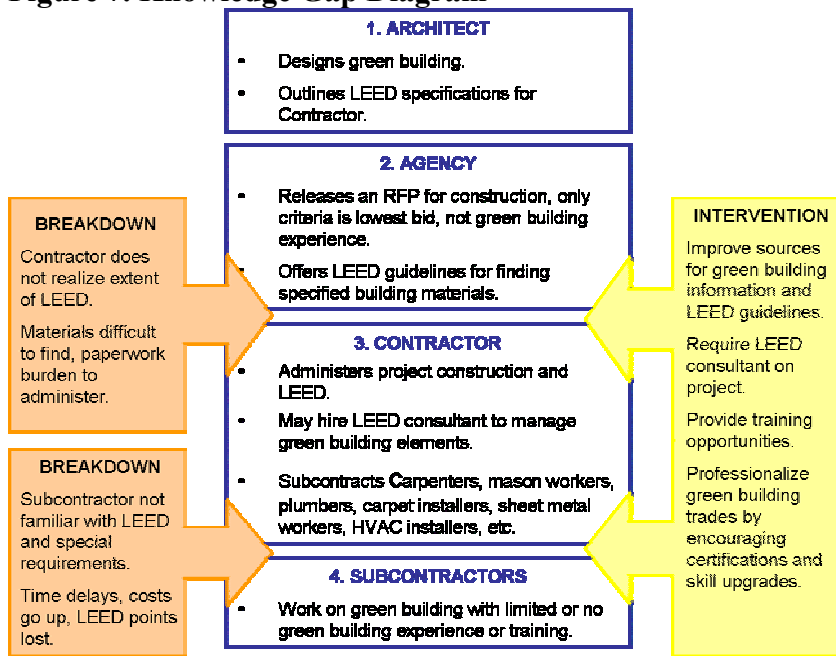 Figure 7. Knowledge Gap Diagram
1. ARCHITECT
• Designs green building.
• Outlines LEED specifications for
Contractor.
2. AGENCY
• Releases an RFP for construction, only
criteria is lowest bid, not green building
experience.
• Offers LEED guidelines for finding
specified building materials.
BREAKDOWN
Contractor does
not realize extent
of LEED.
Materials difficult
to find, paperwork
burden to
administer.
INTERVENTION
Improve sources
for green building
information and
LEED guidelines.
Require LEED
consultant on
project.
Provide training
opportunities.
Professionalize
green building
trades by
encouraging
certifications and
skill upgrades.
3. CONTRACTOR
• Administers project construction and
LEED.
• May hire LEED consultant to manage
green building elements.
• Subcontracts Carpenters, mason workers,
plumbers, carpet installers, sheet metal
workers, HVAC installers, etc.
BREAKDOWN
Subcontractor not
familiar with LEED
and special
requirements.
Time delays, costs
go up, LEED points
lost.
4. SUBCONTRACTORS
• Work on green building with limited or no
green building experience or training.